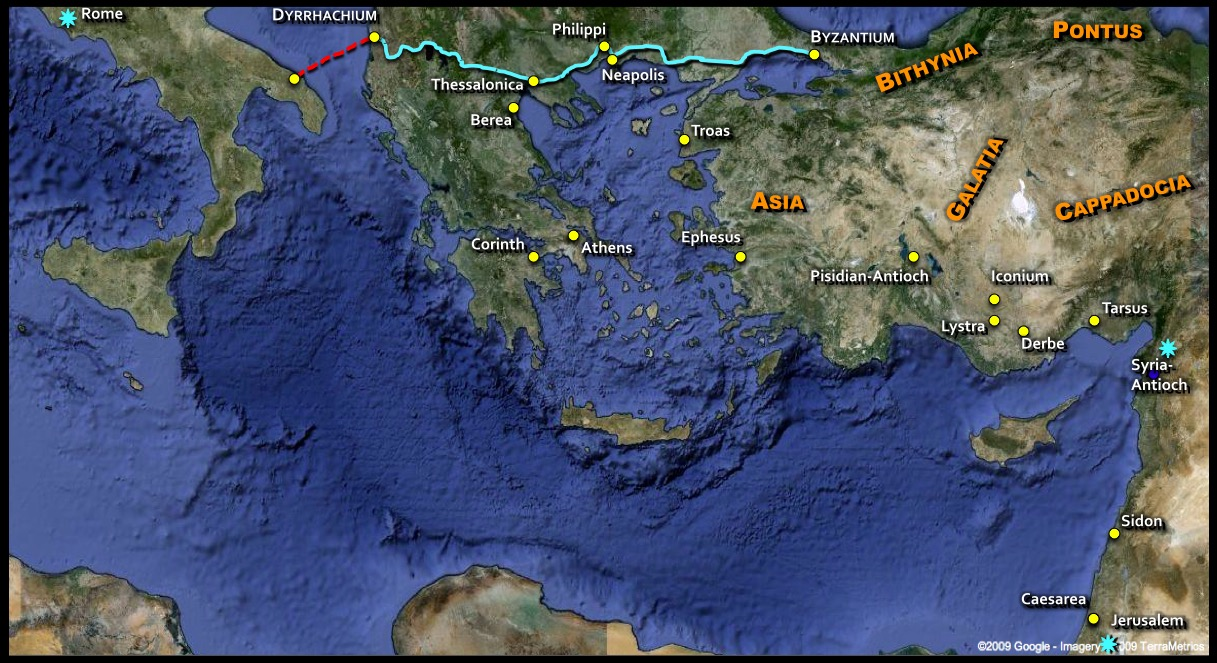 Rome
DYRRHACHIUM
Philippi
BYZANTIUM
PONTUS
BITHYNIA
Thessalonica
Neapolis
Berea
Troas
GALATIA
ASIA
CAPPADOCIA
Corinth
Athens
Ephesus
Pisidian-Antioch
Iconium
Tarsus
Lystra
Derbe
Syria-
Antioch
Sidon
Caesarea
Jerusalem
©2009 Google - Imagery 009 TerraMetrics